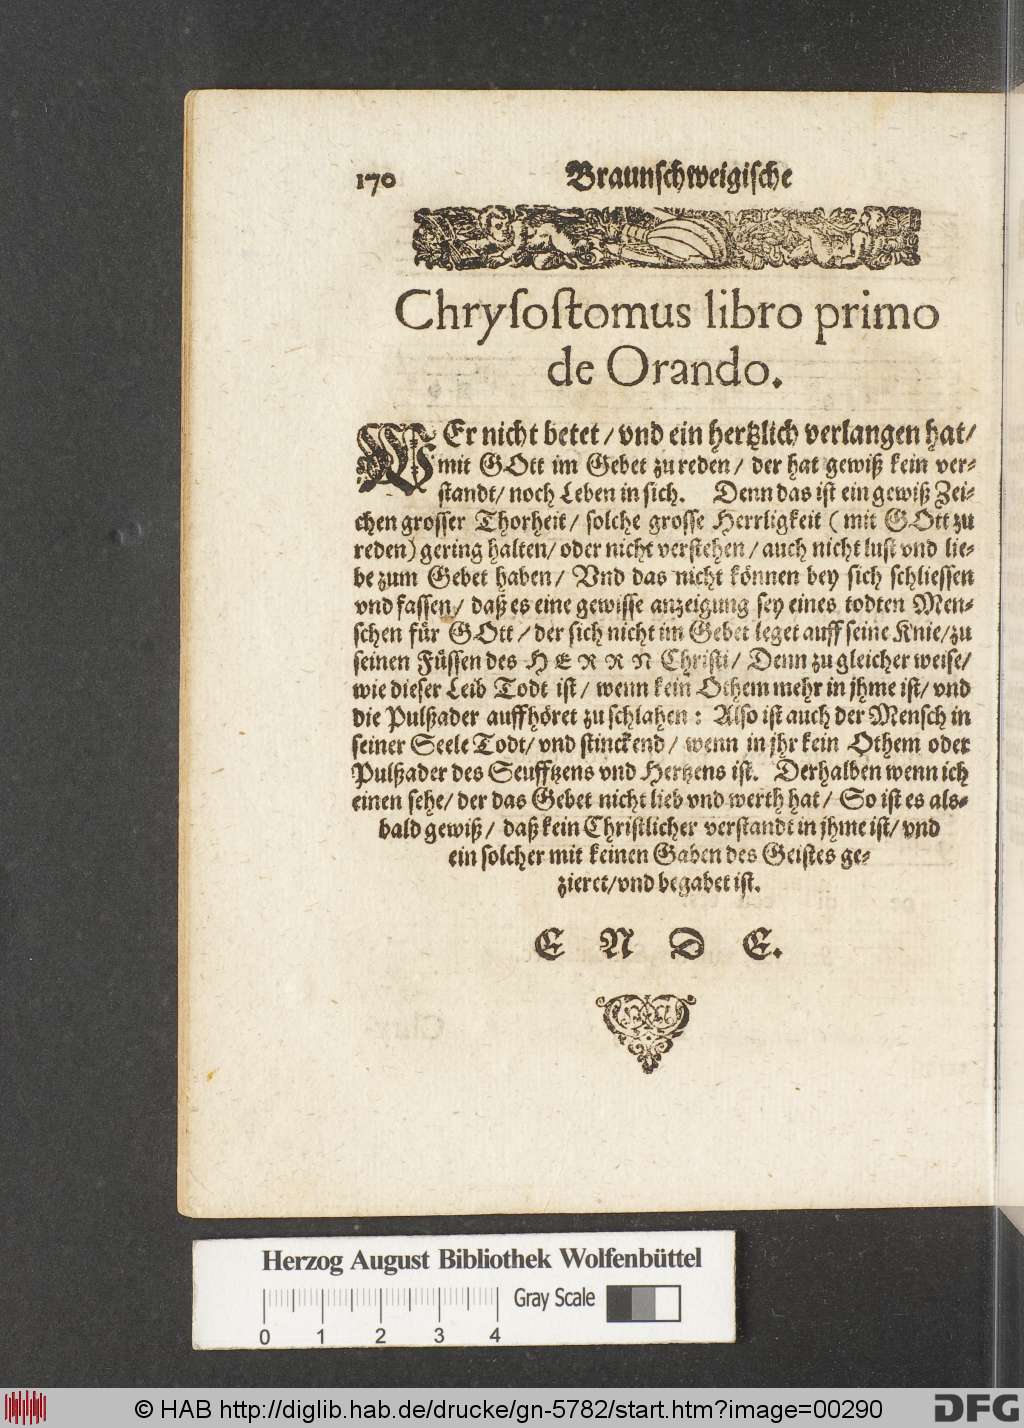 170 Braunſchweigiſche
Chryſoſtomus libro primo
de Orando.
WEr nicht betet / vnd ein hertzlich verlangen hat /
mit GOtt im Gebet zu reden / der hat gewiß kein ver-
ſtandt / noch Leben in ſich. Denn das iſt ein gewiß Zei-
chen groſſer Thorheit / ſolche groſſe Herrligkeit ( mit GOtt zu
reden ) gering halten / oder nicht verſtehen / auch nicht luſt vnd lie-
be zum Gebet haben / Vnd das nicht können bey ſich ſchlieſſen
vnd faſſen / daß es eine gewiſſe anzeigung ſey eines todten Men-
ſchen für GOtt / der ſich nicht im Gebet leget auff ſeine Knie / zu
ſeinen Füſſen des HERRN Chriſti / Denn zu gleicher weiſe /
wie dieſer Leib Todt iſt / wenn kein Othem mehr in jhme iſt / vnd
die Pulßader auffhöret zu ſchlahen : Alſo iſt auch der Menſch in
ſeiner Seele Todt / vnd ſtinckend / wenn in jhr kein Othem oder
Pulßader des Seufftzens vnd Hertzens iſt. Derhalben wenn ich
einen ſehe / der das Gebet nicht lieb vnd werth hat / So iſt es als-
bald gewiß / daß kein Chriſtlicher verſtandt in jhme iſt / vnd
ein ſolcher mit keinen Gaben des Geiſtes ge-
zieret / vnd begabet iſt.
E N D E.
Herzog August Bibliothek Wolfenbüttel
Gray Scale
0 1 2 3 4
© HAB http://diglib.hab.de/drucke/gn-5782/start.htm?image=00290
DFG